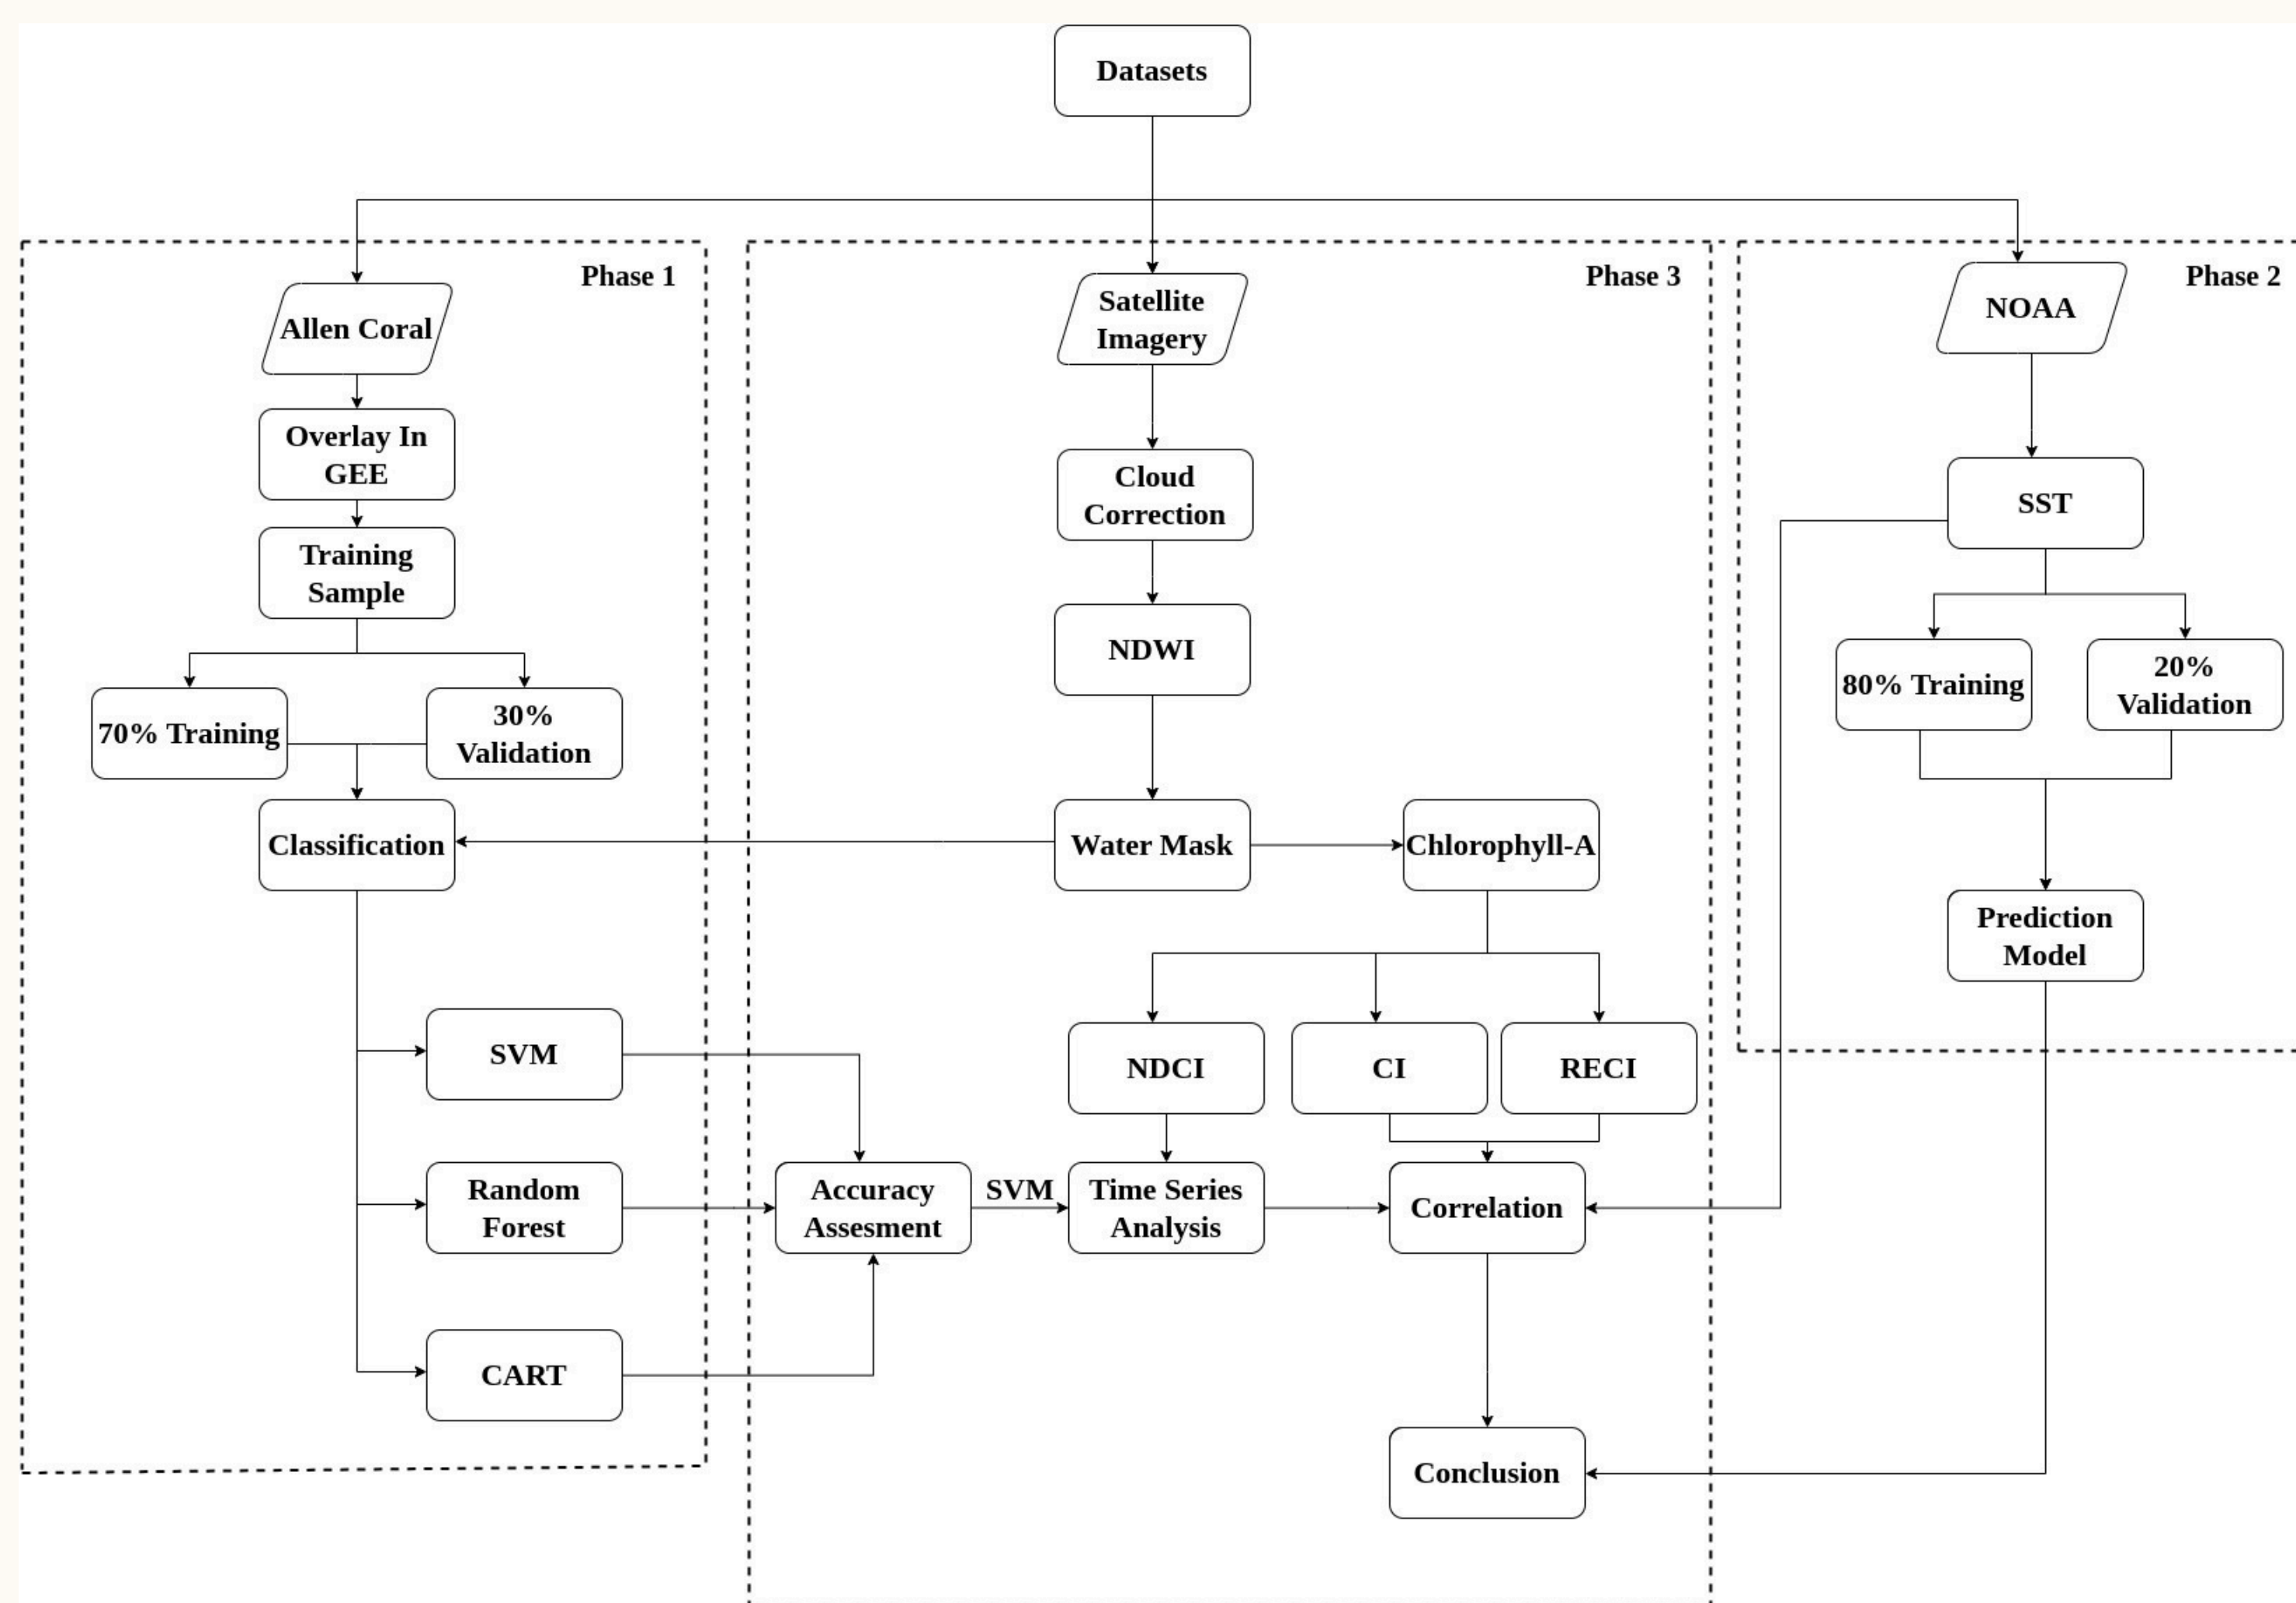 Datasets
Phase 1
Allen Coral
Overlay In
GEE
Training
Sample
70% Training
30%
Validation
Classification
SVM
Random
Forest
CART
Phase 3
Satellite
Imagery
Cloud
Correction
NDWI
Water Mask
Chlorophyll-A
NDCI
CI
RECI
Accuracy
Assesment
SVM
Time Series
Analysis
Correlation
Conclusion
Phase 2
NOAA
SST
80% Training
20%
Validation
Prediction
Model